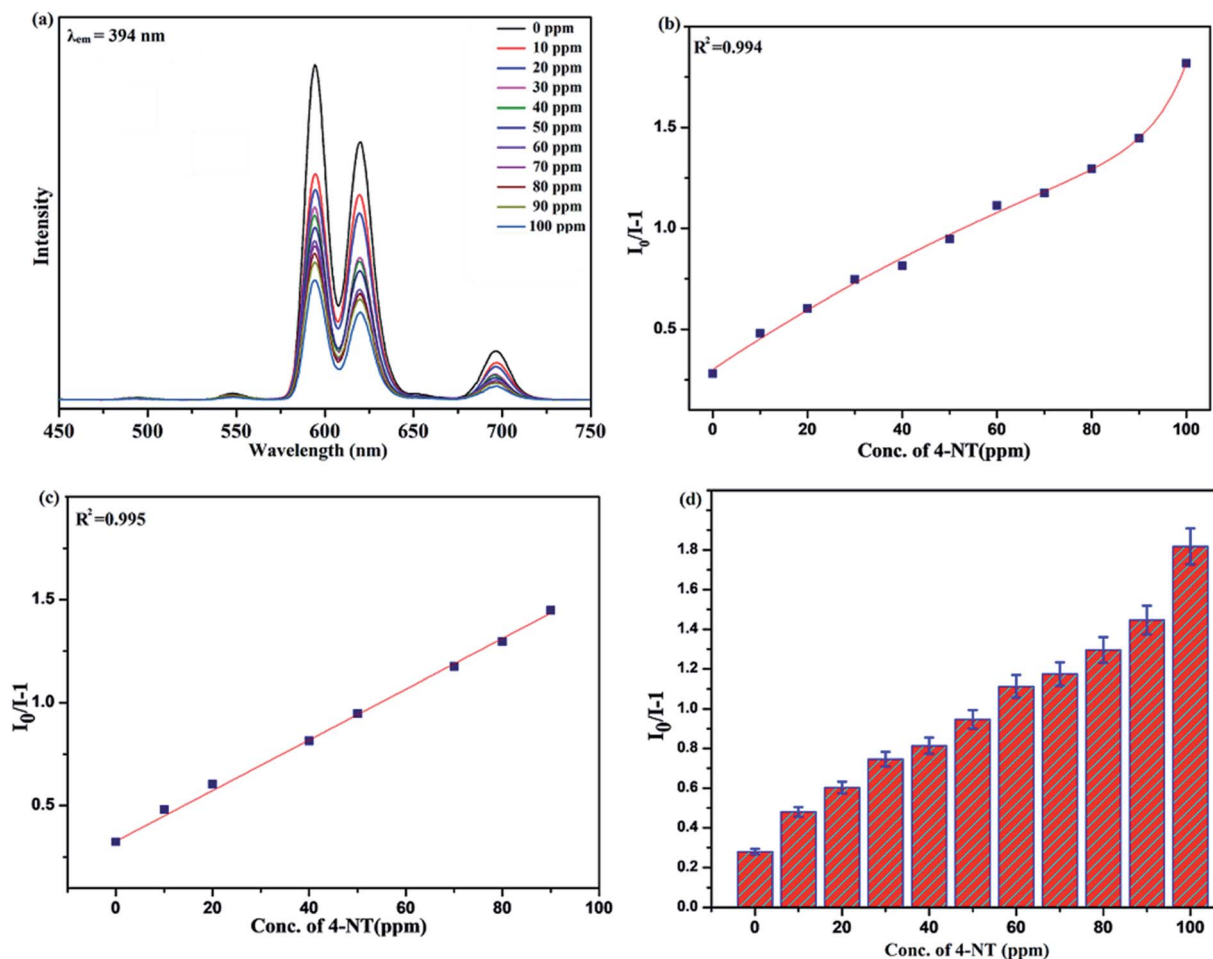 (a)
λem = 394 nm
0 ppm
10 ppm
20 ppm
30 ppm
40 ppm
50 ppm
60 ppm
70 ppm
80 ppm
90 ppm
100 ppm
Intensity
450 500 550 600 650 700 750
Wavelength (nm)
(b)
R²=0.994
1.5
1.0
0.5
I₀/I-1
0 20 40 60 80 100
Conc. of 4-NT(ppm)
(c)
R²=0.995
1.5
1.0
0.5
I₀/I-1
0 20 40 60 80 100
Conc. of 4-NT(ppm)
(d)
1.8
1.6
1.4
1.2
1.0
0.8
0.6
0.4
0.2
0.0
I₀/I-1
0 20 40 60 80 100
Conc. of 4-NT (ppm)